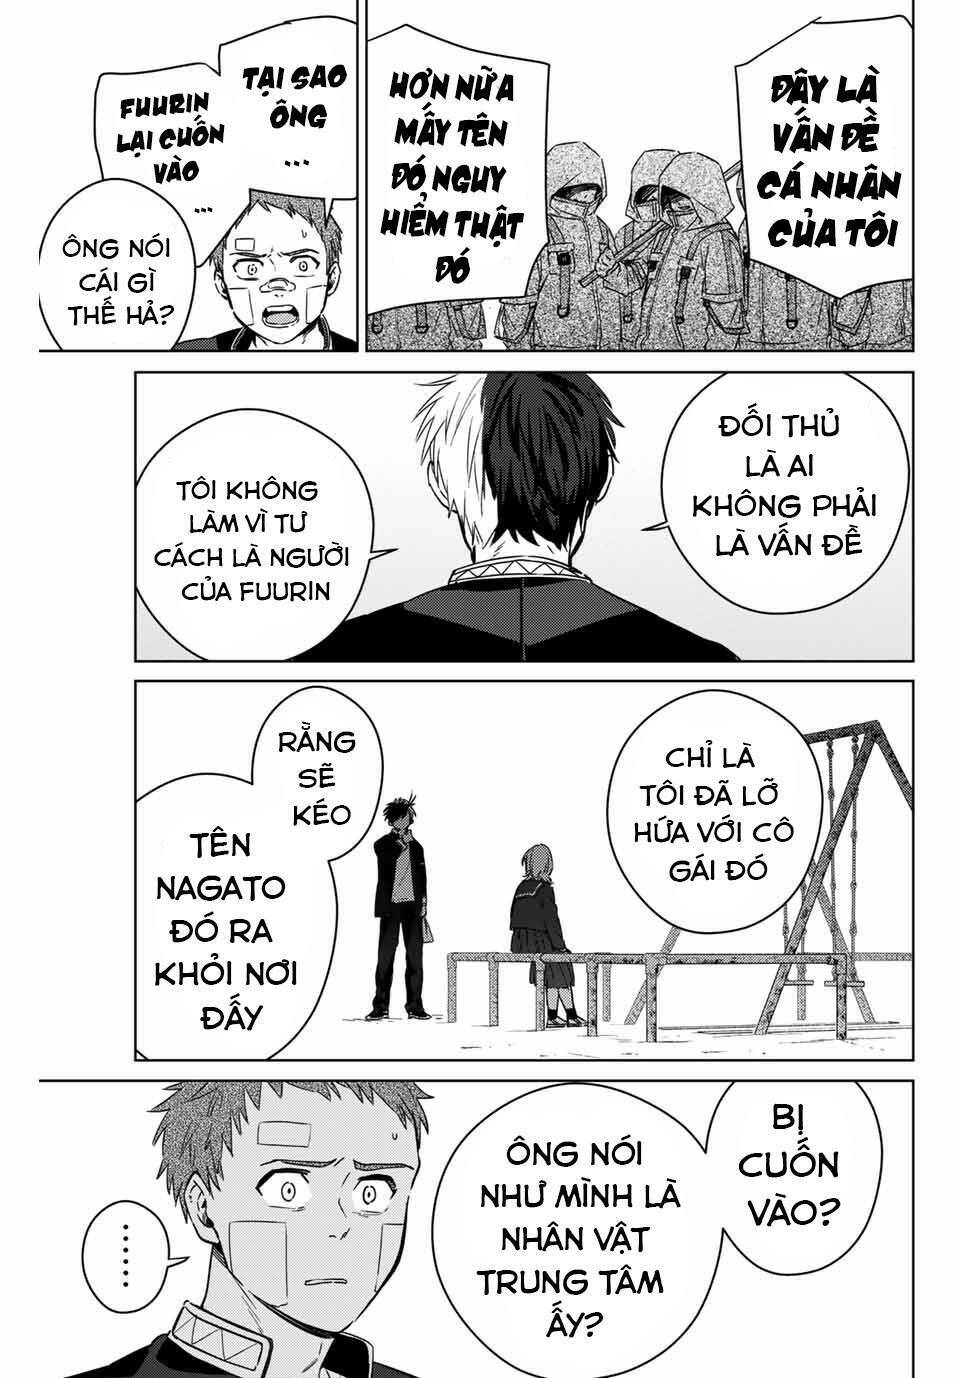 ĐÂY LÀ
VẤN ĐỀ
CÁ NHÂN
CỦA TÔI
HƠN NỮA
MẤY TÊN
ĐÓ NGUY
HIỂM THẬT
ĐÓ
TẠI SAO
ÔNG
...
FUURIN
LẠI CUỐN
VÀO
...
ÔNG NÓI
CÁI GÌ
THẾ HẢ?
ĐỐI THỦ
LÀ AI
KHÔNG PHẢI
LÀ VẤN ĐỀ
TÔI KHÔNG
LÀM VÌ TƯ
CÁCH LÀ NGƯỜI
CỦA FUURIN
CHỈ LÀ
TÔI ĐÃ LỠ
HỨA VỚI CÔ
GÁI ĐÓ
RẰNG
SẼ
KÉO
TÊN
NAGATO
ĐÓ RA
KHỎI NƠI
ĐẤY
BỊ
CUỐN
VÀO?
ÔNG NÓI
NHƯ MÌNH LÀ
NHÂN VẬT
TRUNG TÂM
ẤY?
......